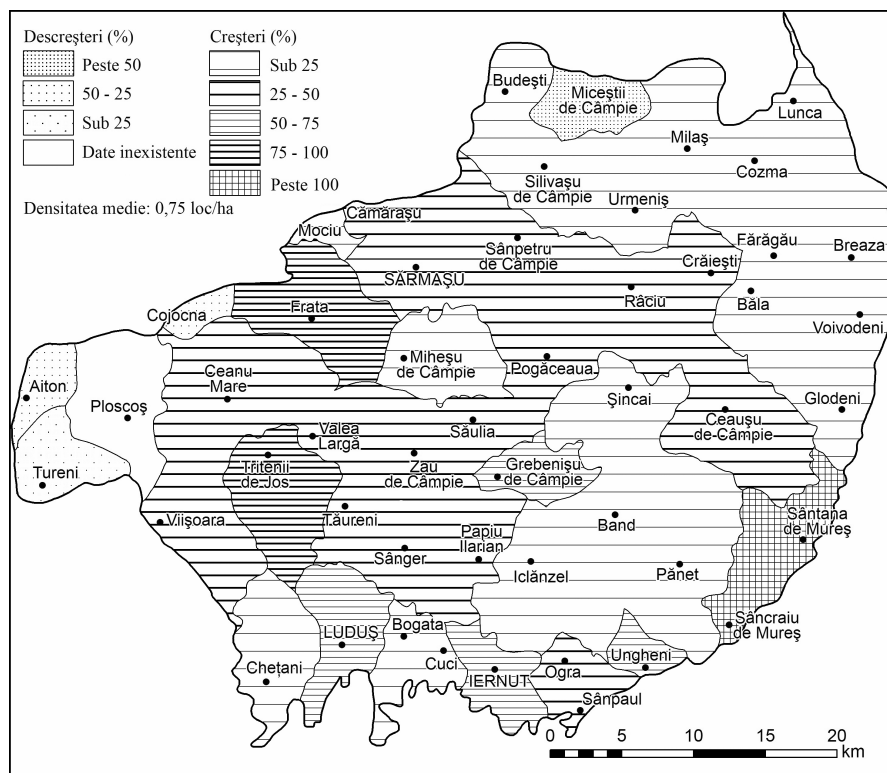 Descreşteri (%)
Peste 50
50 - 25
Sub 25
Date inexistente
Creşteri (%)
Sub 25
25 - 50
50 - 75
75 - 100
Peste 100
Densitatea medie: 0,75 loc/ha
Budeşti
Miceştii
de Câmpie
Lunca
Milaş
Cozma
Silivaşu
de Câmpie
Urmeniş
Cămăraşu
Mociu
Sânpetru
de Câmpie
Fărăgău
Breaza
Crăieşti
SĂRMAŞU
Râciu
Băla
Voivodeni
Cojocna
Frata
Miheşu
de Câmpie
Pogăceaua
Aiton
Ceanu
Mare
Şincai
Glodeni
Ploscoş
Ceauşu
de Câmpie
Valea
Largă
Săulia
Tureni
Tritenii
de Jos
Zau
de Câmpie
Grebenişu
de Câmpie
Sântana
de Mureş
Viişoara
Tăureni
Band
Papiu
Ilarian
Sânger
Iclănzel
Pănet
Sâncraiu
de Mureş
Bogata
LUDUŞ
Cuci
Cheţani
IERNUT
Ogra
Ungheni
Sânpaul
0 5 10 15 20
km